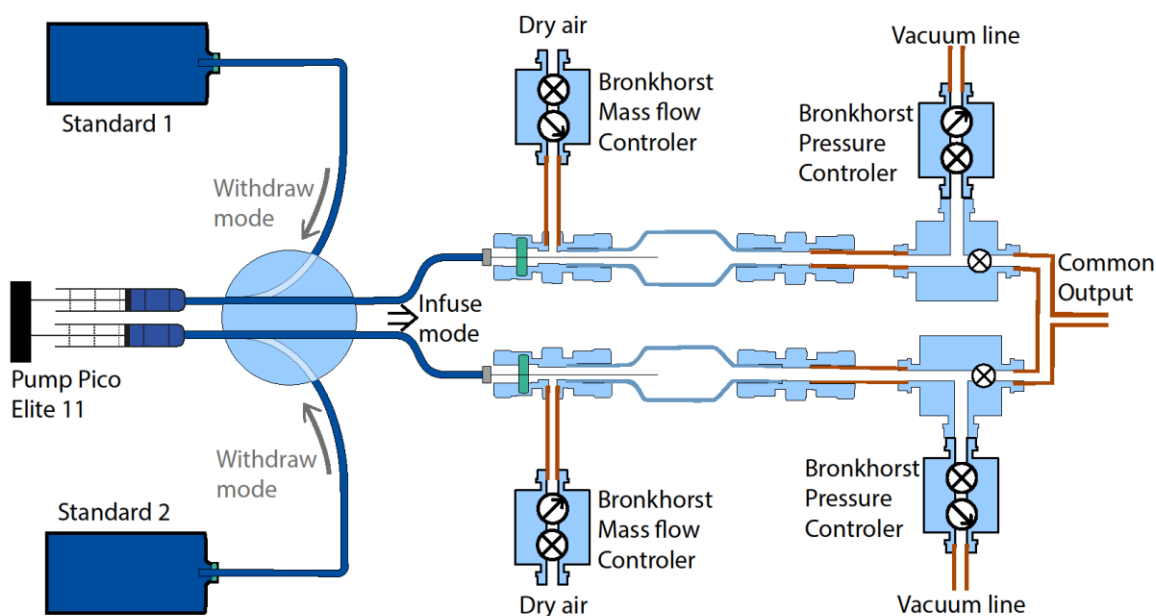 Dry air
Vacuum line
Bronkhorst
Mass flow
Controler
Bronkhorst
Pressure
Controler
Standard 1
Withdraw
mode
Common
Output
Infuse
mode
Pump Pico
Elite 11
Withdraw
mode
Bronkhorst
Pressure
Controler
Standard 2
Bronkhorst
Mass flow
Controler
Dry air
Vacuum line